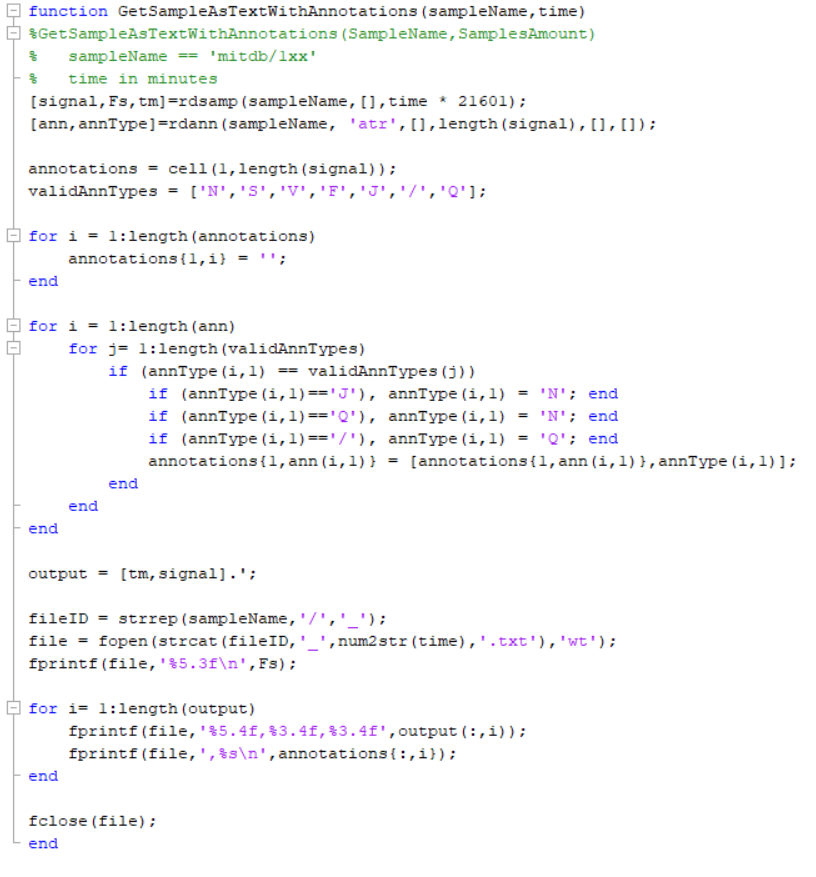 function GetSampleAsTextWithAnnotations(sampleName,time)
%GetSampleAsTextWithAnnotations(SampleName,SamplesAmount)
%   sampleName == 'mitdb/1xx'
%   time in minutes
[signal,Fs,tm]=rdsamp(sampleName,[],time * 21601);
[ann,annType]=rdann(sampleName, 'atr',[],length(signal),[],[]);

annotations = cell(1,length(signal));
validAnnTypes = ['N','S','V','F','J','/','Q'];

for i = 1:length(annotations)
    annotations{1,i} = '';
end

for i = 1:length(ann)
    for j= 1:length(validAnnTypes)
        if (annType(i,1) == validAnnTypes(j))
            if (annType(i,1)=='J'), annType(i,1) = 'N'; end
            if (annType(i,1)=='Q'), annType(i,1) = 'N'; end
            if (annType(i,1)=='/'), annType(i,1) = 'Q'; end
            annotations{1,ann(i,1)} = [annotations{1,ann(i,1)},annType(i,1)];
        end
    end
end

output = [tm,signal].';

fileID = strrep(sampleName,'/','_');
file = fopen(strcat(fileID,'_',num2str(time),'.txt'),'wt');
fprintf(file,'%5.3f\n',Fs);

for i= 1:length(output)
    fprintf(file,'%5.4f,%3.4f,%3.4f',output(:,i));
    fprintf(file,',%s\n',annotations{:,i});
end

fclose(file);
end